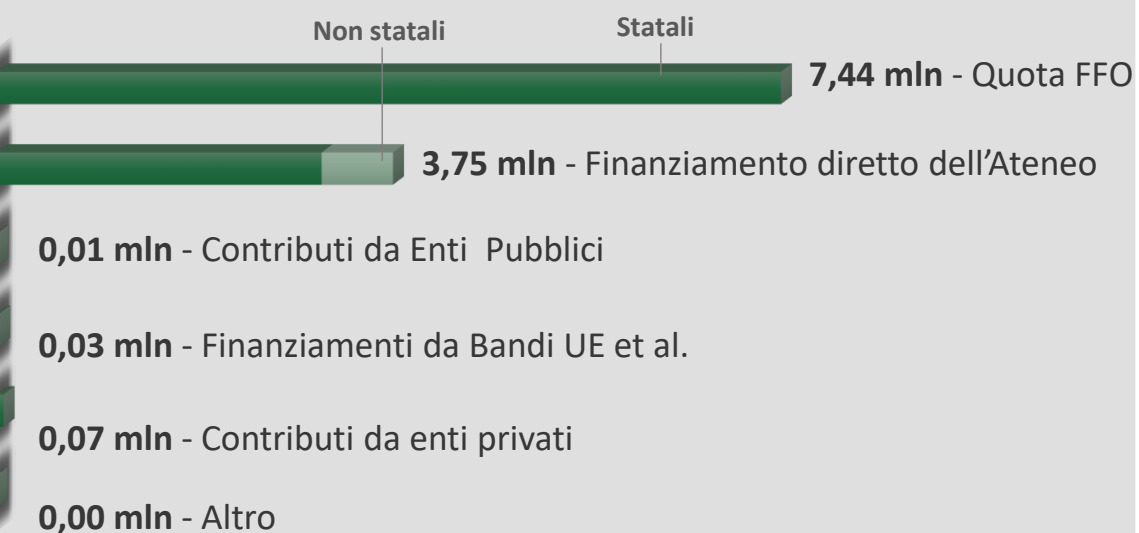 Non statali
Statali
7,44 mln - Quota FFO
3,75 mln - Finanziamento diretto dell’Ateneo
0,01 mln - Contributi da Enti Pubblici
0,03 mln - Finanziamenti da Bandi UE et al.
0,07 mln - Contributi da enti privati
0,00 mln - Altro